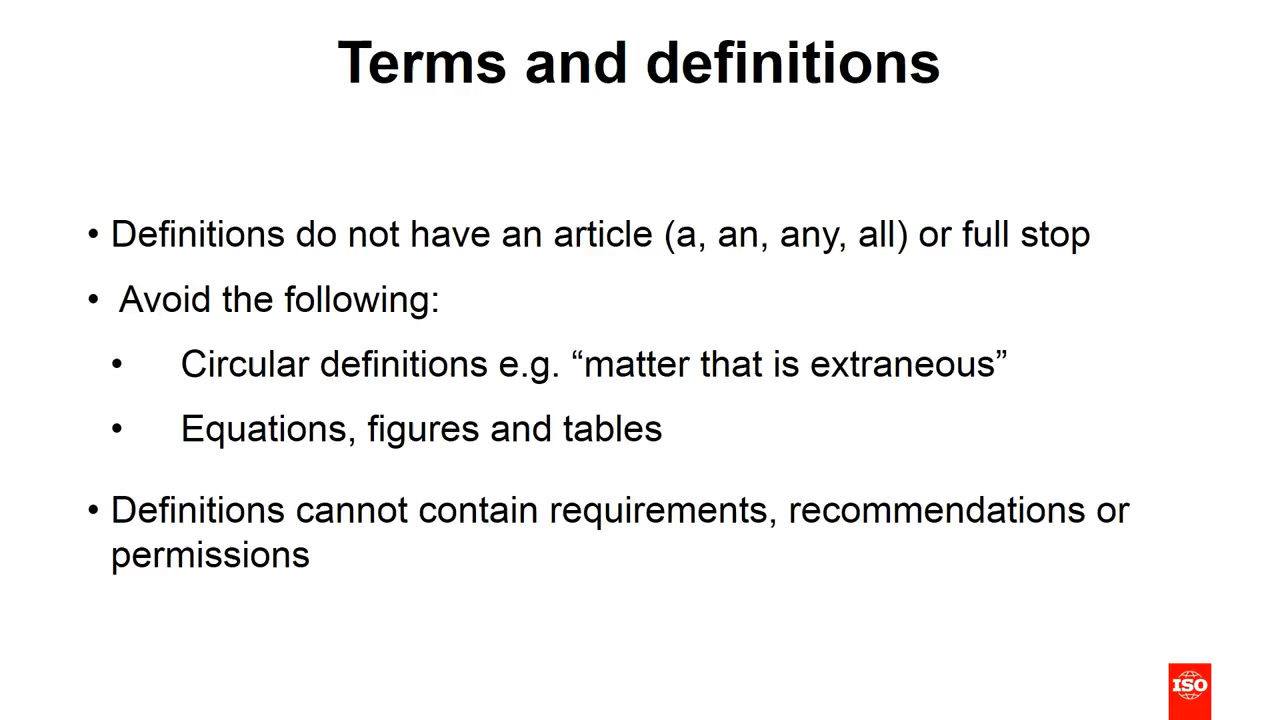 Terms and definitions
• Definitions do not have an article (a, an, any, all) or full stop
• Avoid the following:
• Circular definitions e.g. “matter that is extraneous”
• Equations, figures and tables
• Definitions cannot contain requirements, recommendations or
permissions
ISO